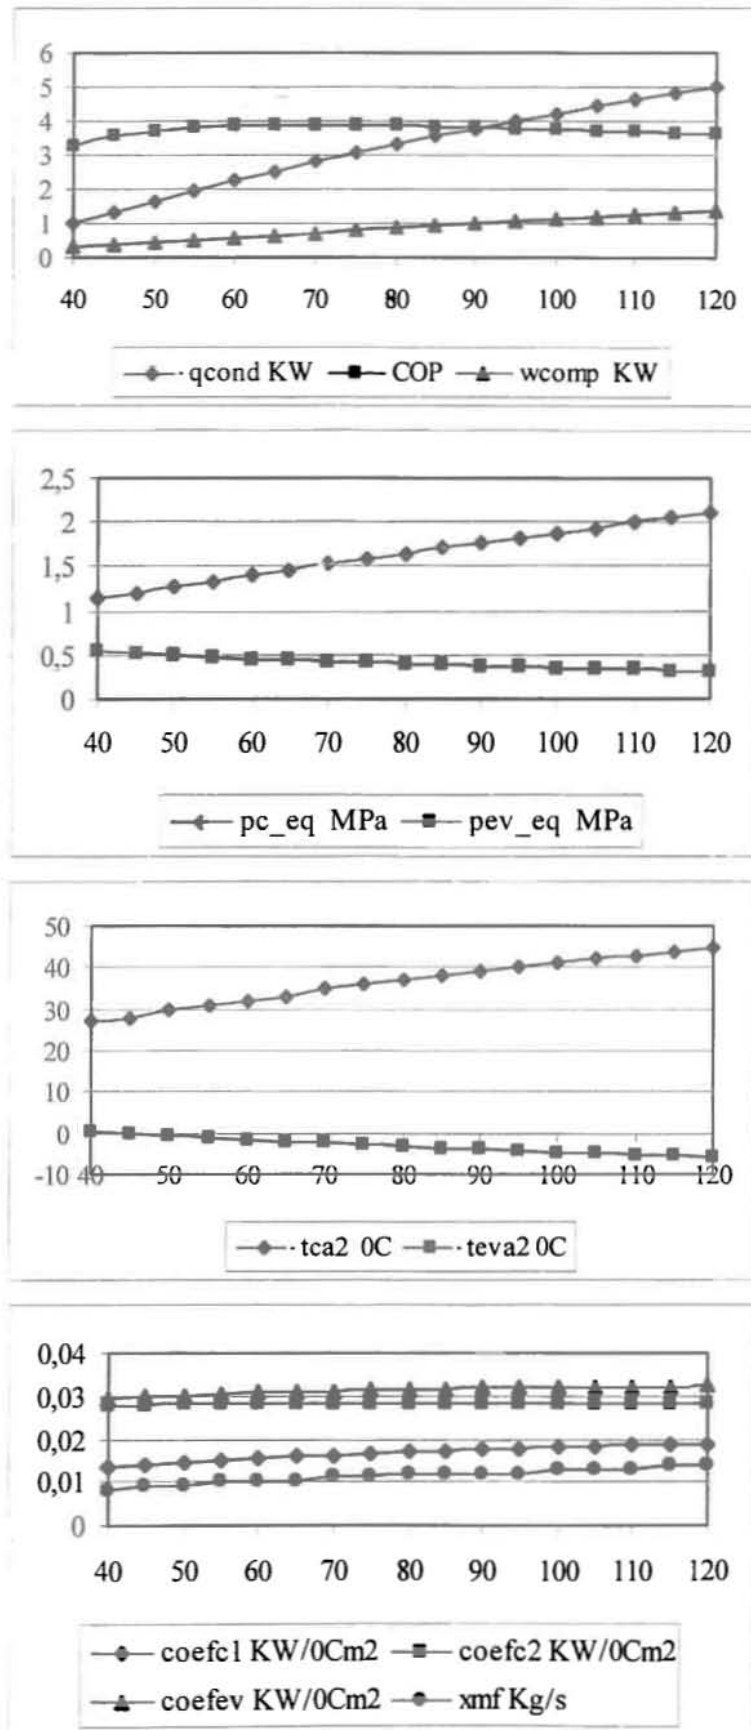 6
5
4
3
2
1
0
40 50 60 70 80 90 100 110 120
qcond KW COP wcomp KW
2,5
2
1,5
1
0,5
0
40 50 60 70 80 90 100 110 120
pc_eq MPa pev_eq MPa
50
40
30
20
10
0
-10 40 50 60 70 80 90 100 110 120
tca2 0C teva2 0C
0,04
0,03
0,02
0,01
0
40 50 60 70 80 90 100 110 120
coefc1 KW/0Cm2 coefc2 KW/0Cm2
coefev KW/0Cm2 xmf Kg/s